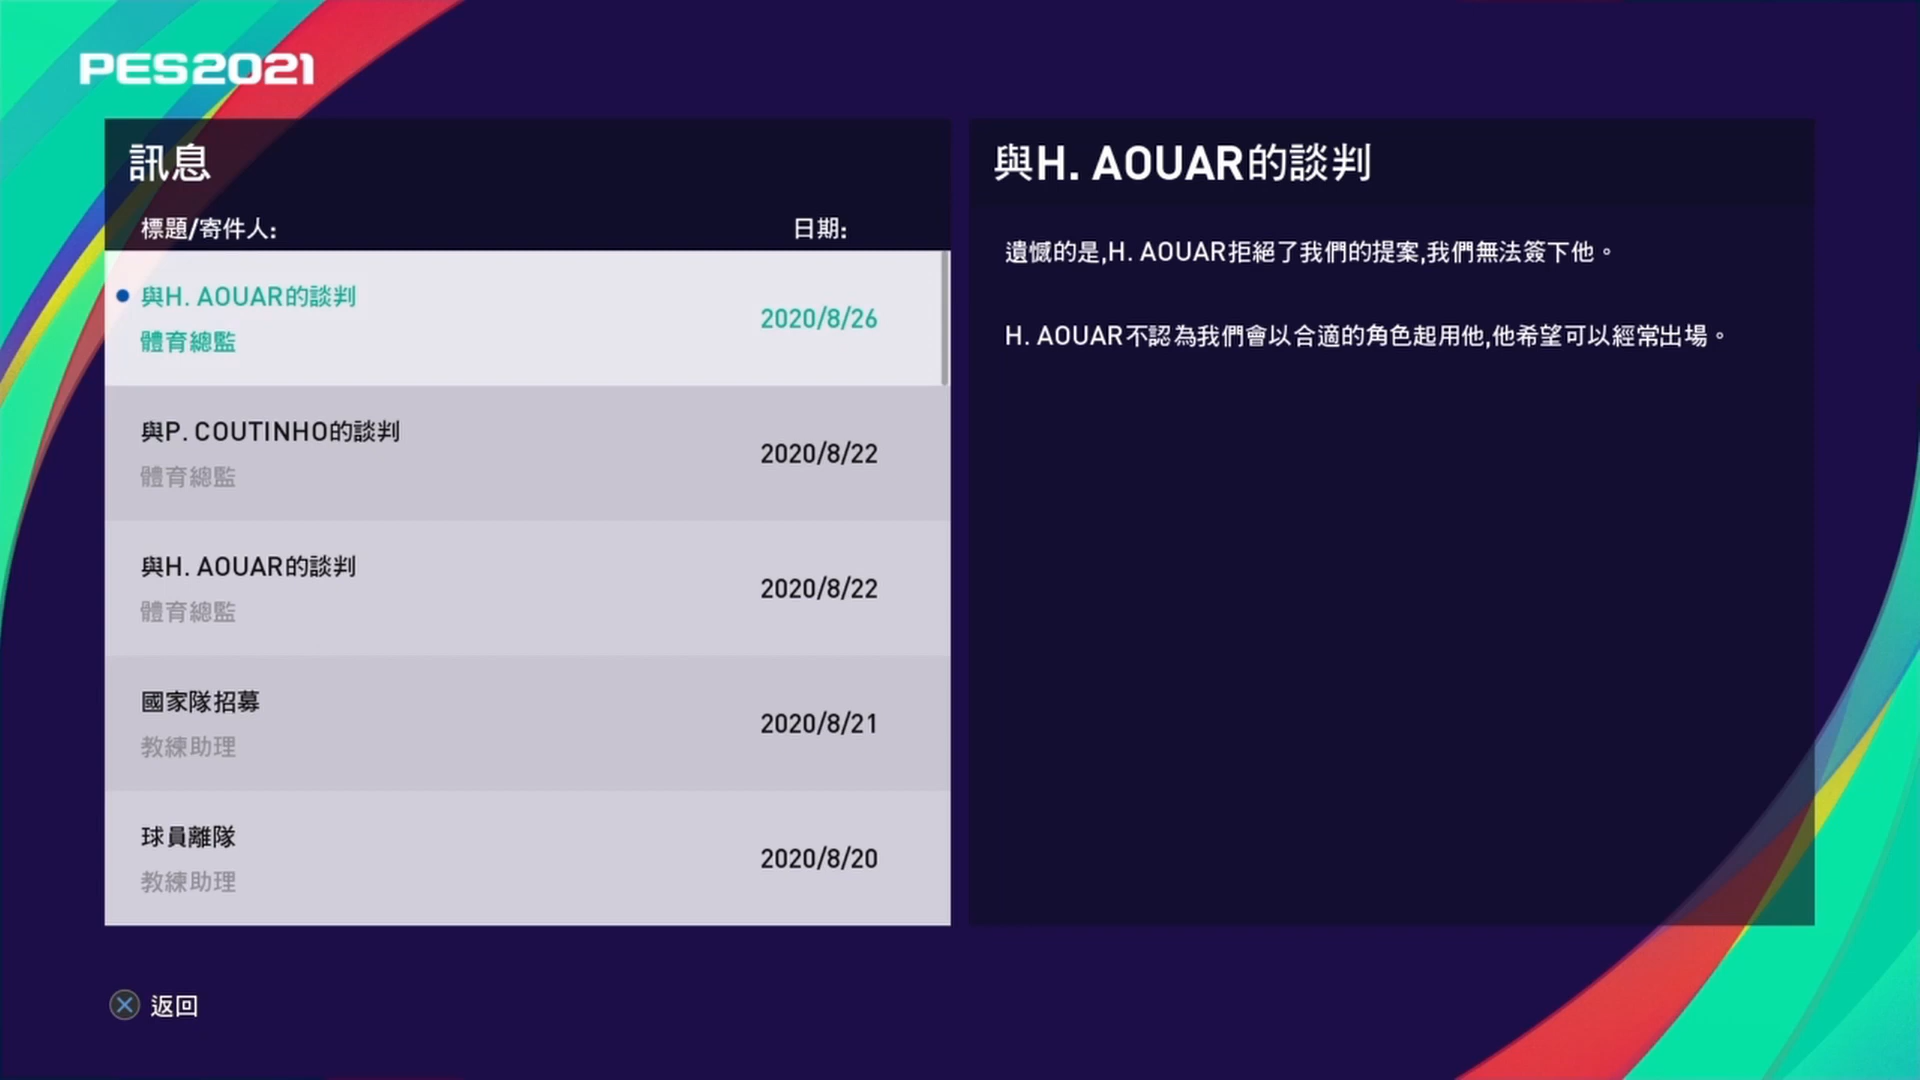 PES2021
訊息
標題/寄件人:
日期:
與H. AOUAR的談判
體育總監
2020/8/26
與P. COUTINHO的談判
體育總監
2020/8/22
與H. AOUAR的談判
體育總監
2020/8/22
國家隊招募
教練助理
2020/8/21
球員離隊
教練助理
2020/8/20
與H. AOUAR的談判
遺憾的是,H. AOUAR拒絕了我們的提案,我們無法簽下他。
H. AOUAR不認為我們會以合適的角色起用他,他希望可以經常出場。
返回